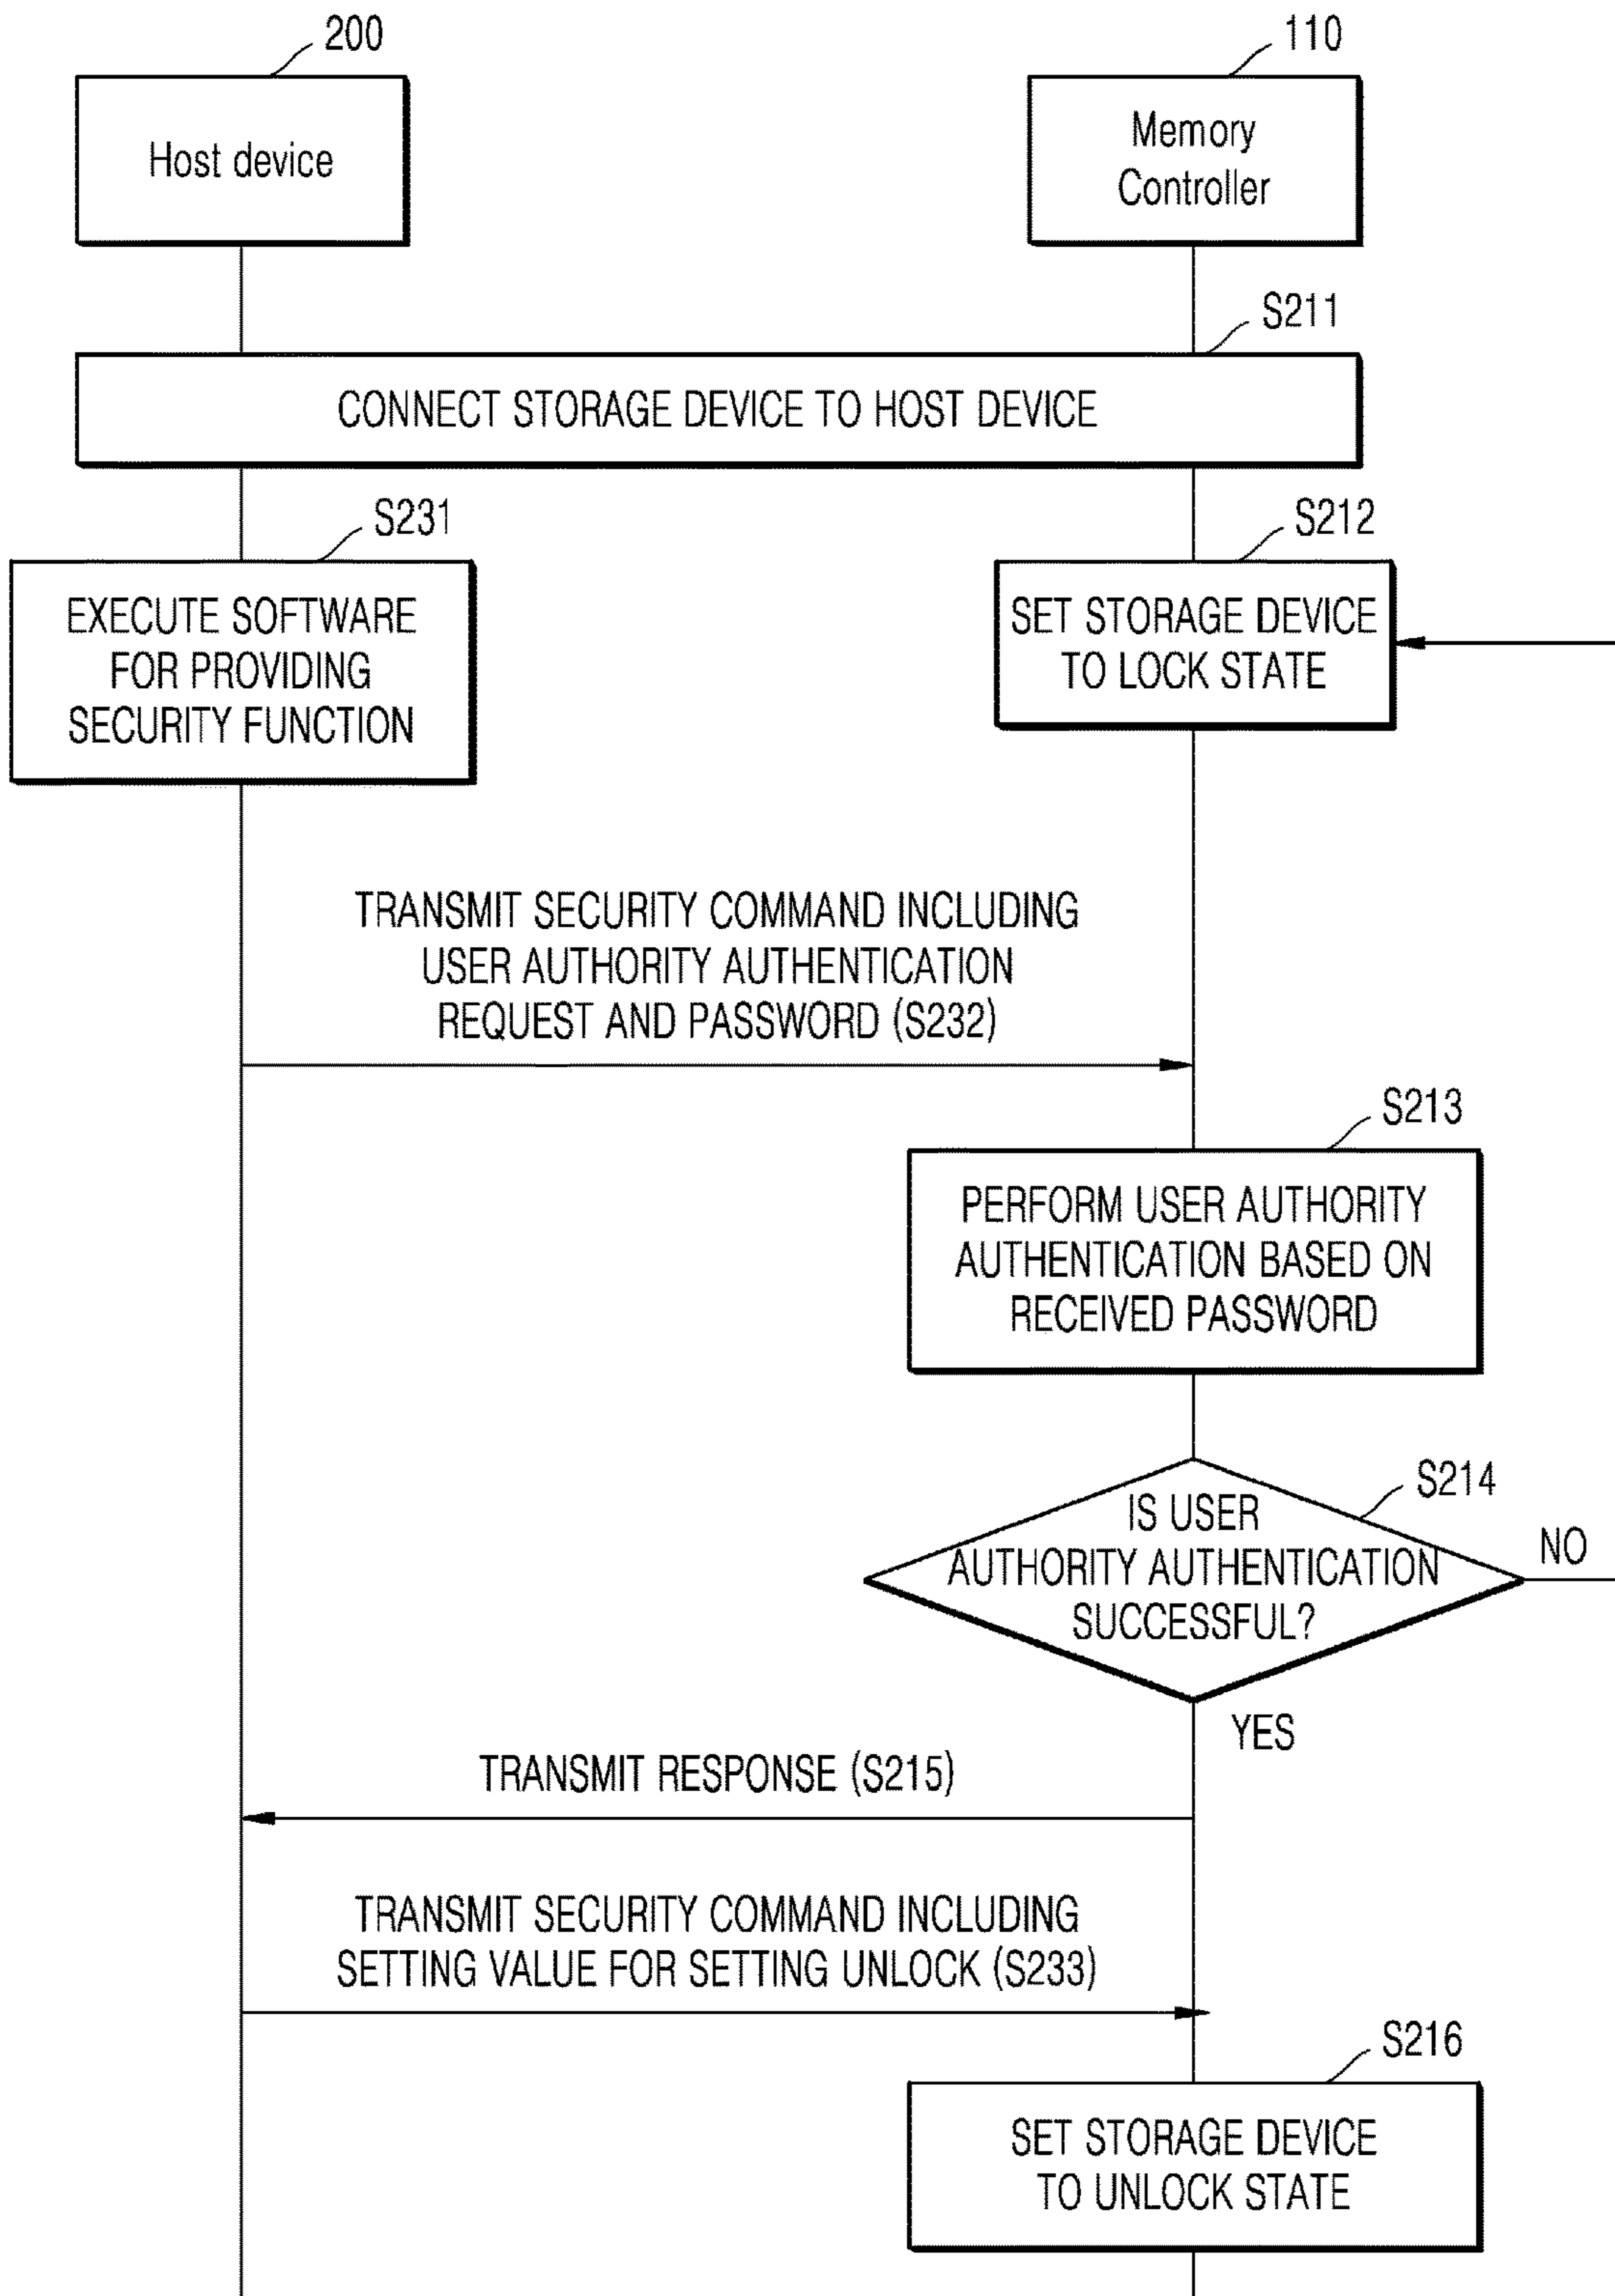 200
110
Host device
Memory
Controller
S211
CONNECT STORAGE DEVICE TO HOST DEVICE
S231
S212
EXECUTE SOFTWARE
FOR PROVIDING
SECURITY FUNCTION
SET STORAGE DEVICE
TO LOCK STATE
TRANSMIT SECURITY COMMAND INCLUDING
USER AUTHORITY AUTHENTICATION
REQUEST AND PASSWORD (S232)
S213
PERFORM USER AUTHORITY
AUTHENTICATION BASED ON
RECEIVED PASSWORD
S214
IS USER
AUTHORITY AUTHENTICATION
SUCCESSFUL?
NO
YES
TRANSMIT RESPONSE (S215)
TRANSMIT SECURITY COMMAND INCLUDING
SETTING VALUE FOR SETTING UNLOCK (S233)
S216
SET STORAGE DEVICE
TO UNLOCK STATE